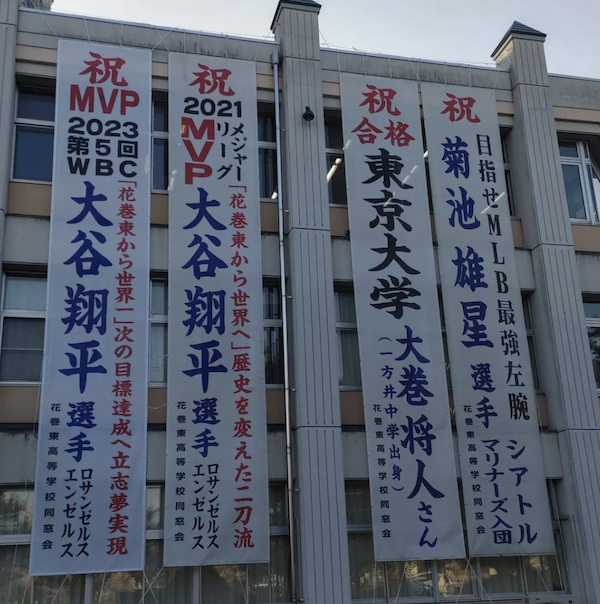 祝
MVP
2023
第5回
WBC
大谷翔平選手
ロサンゼルス
エンゼルス
「花巻東から世界一」次の目標達成へ立志夢実現
花巻東高等学校同窓会
祝
2021
メジャー
リーグ
MVP
大谷翔平選手
ロサンゼルス
エンゼルス
「花巻東から世界へ」歴史を変えた二刀流
花巻東高等学校同窓会
祝
合格
東京大学
大巻将人さん
(一方井中学出身)
花巻東高等学校同窓会
祝
目指せMLB最強左腕
菊池雄星選手
シアトル
マリナーズ入団
花巻東高等学校同窓会